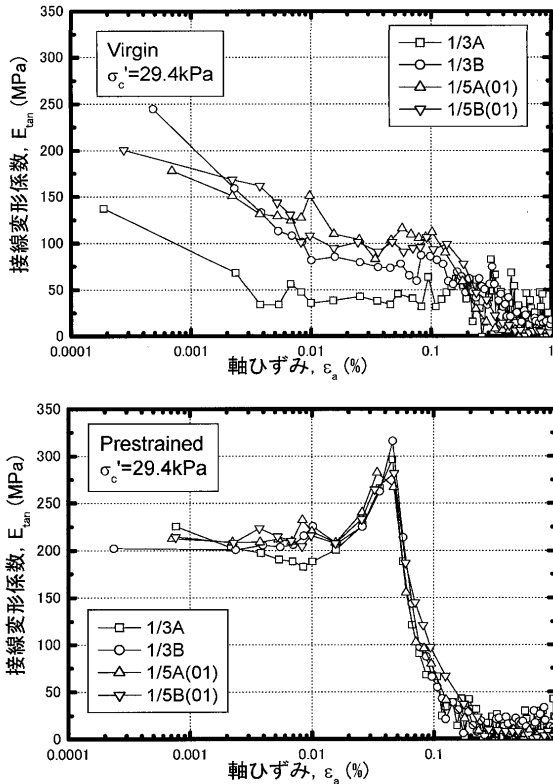 350
300
250
200
150
100
50
0
接線変形係数, E_tan (MPa)
Virgin
σ_c'=29.4kPa
1/3A
1/3B
1/5A(01)
1/5B(01)
0.0001
0.001
0.01
0.1
1
軸ひずみ, ε_a (%)
350
300
250
200
150
100
50
0
接線変形係数, E_tan (MPa)
Prestrained
σ_c'=29.4kPa
1/3A
1/3B
1/5A(01)
1/5B(01)
0.0001
0.001
0.01
0.1
1
軸ひずみ, ε_a (%)